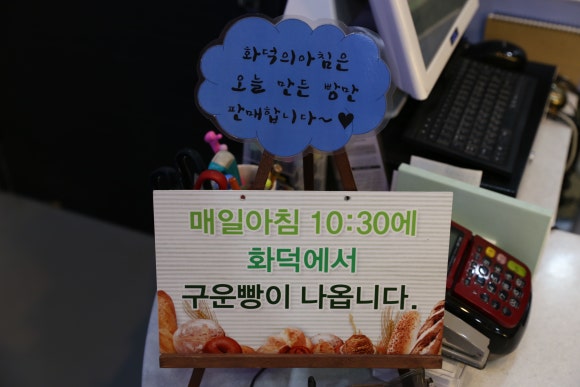 화덕의아침은
오늘 만든 빵만
판매합니다~♥
매일아침 10:30에
화덕에서
구운빵이 나옵니다.